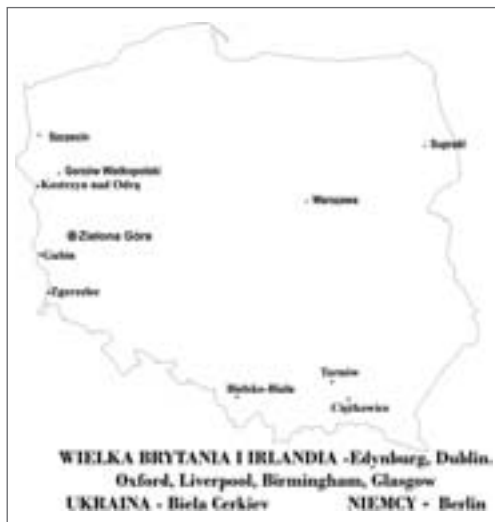 Szczecin
Supraśl
Gorzów Wielkopolski
Kostrzyn nad Odrą
Warszawa
Zielona Góra
Gubin
Zgorzelec
Tarnów
Bielsko-Biała
Ciężkowice
WIELKA BRYTANIA I IRLANDIA -Edynburg, Dublin.
Oxford, Liverpool, Birmingham, Glasgow
UKRAINA - Biela Cerkiev NIEMCY - Berlin